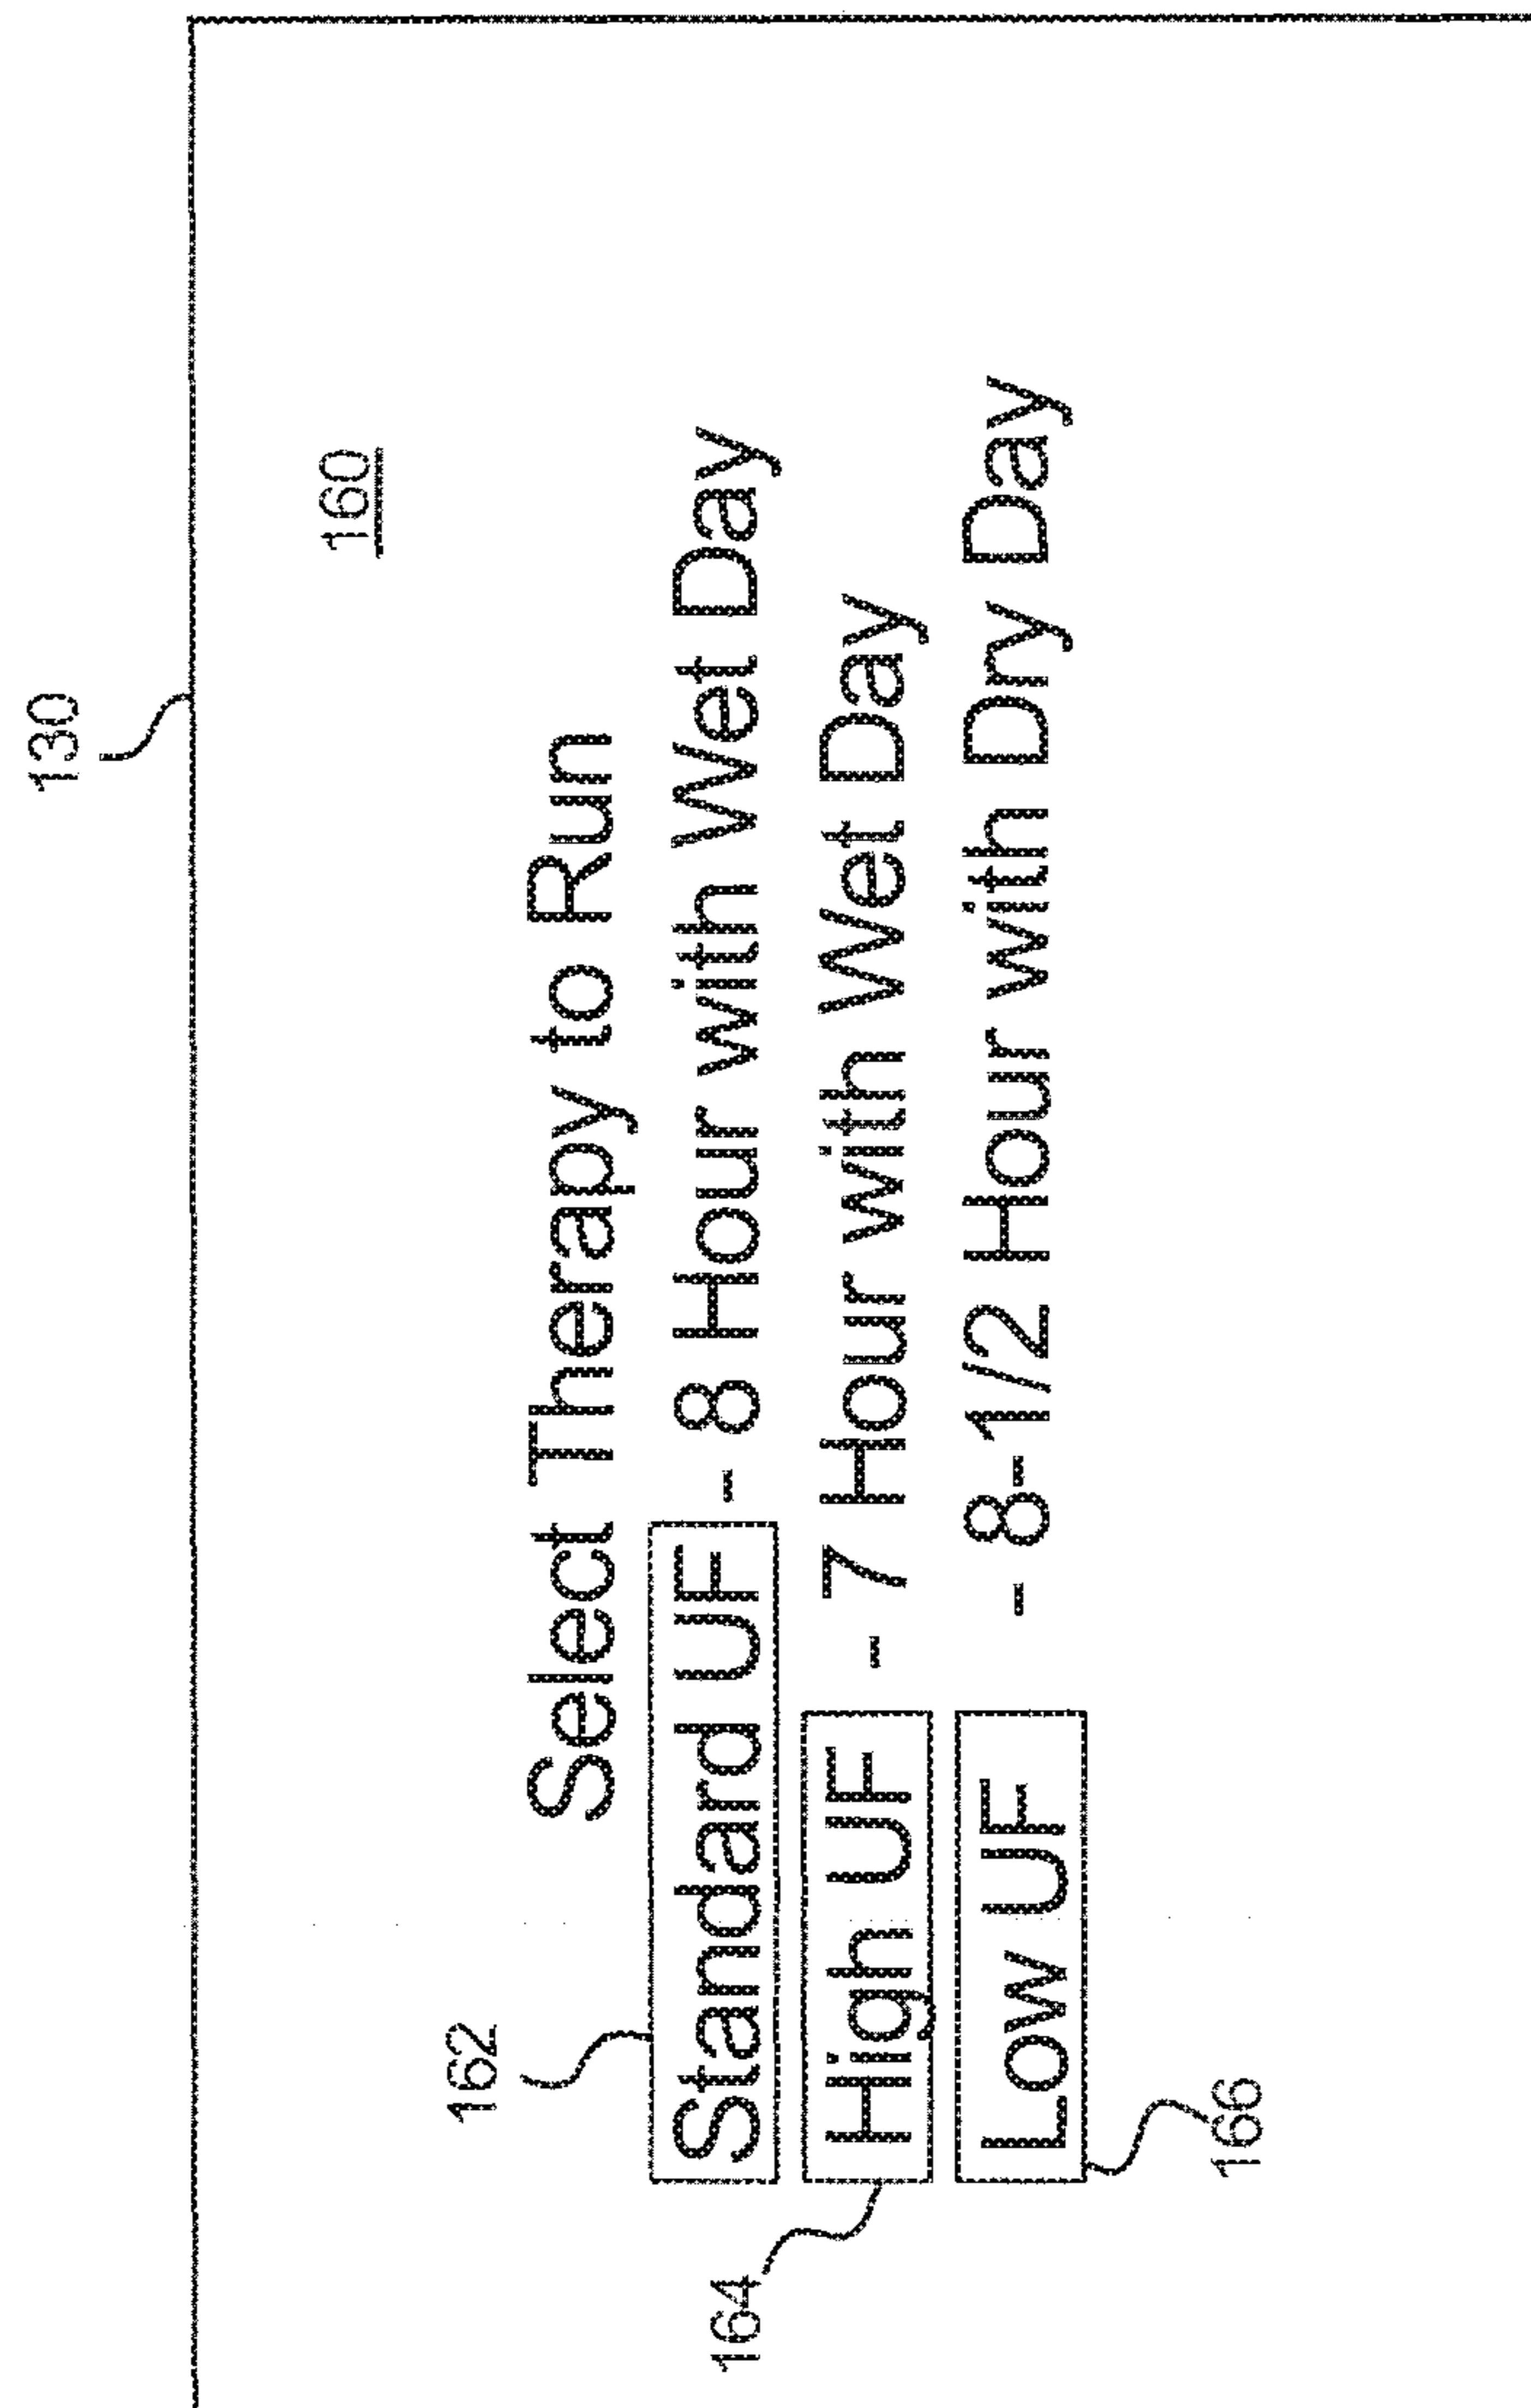 130
160
Select Therapy to Run
162
Standard UF - 8 Hour with Wet Day
164
High UF - 7 Hour with Wet Day
Low UF - 8-1/2 Hour with Dry Day
166